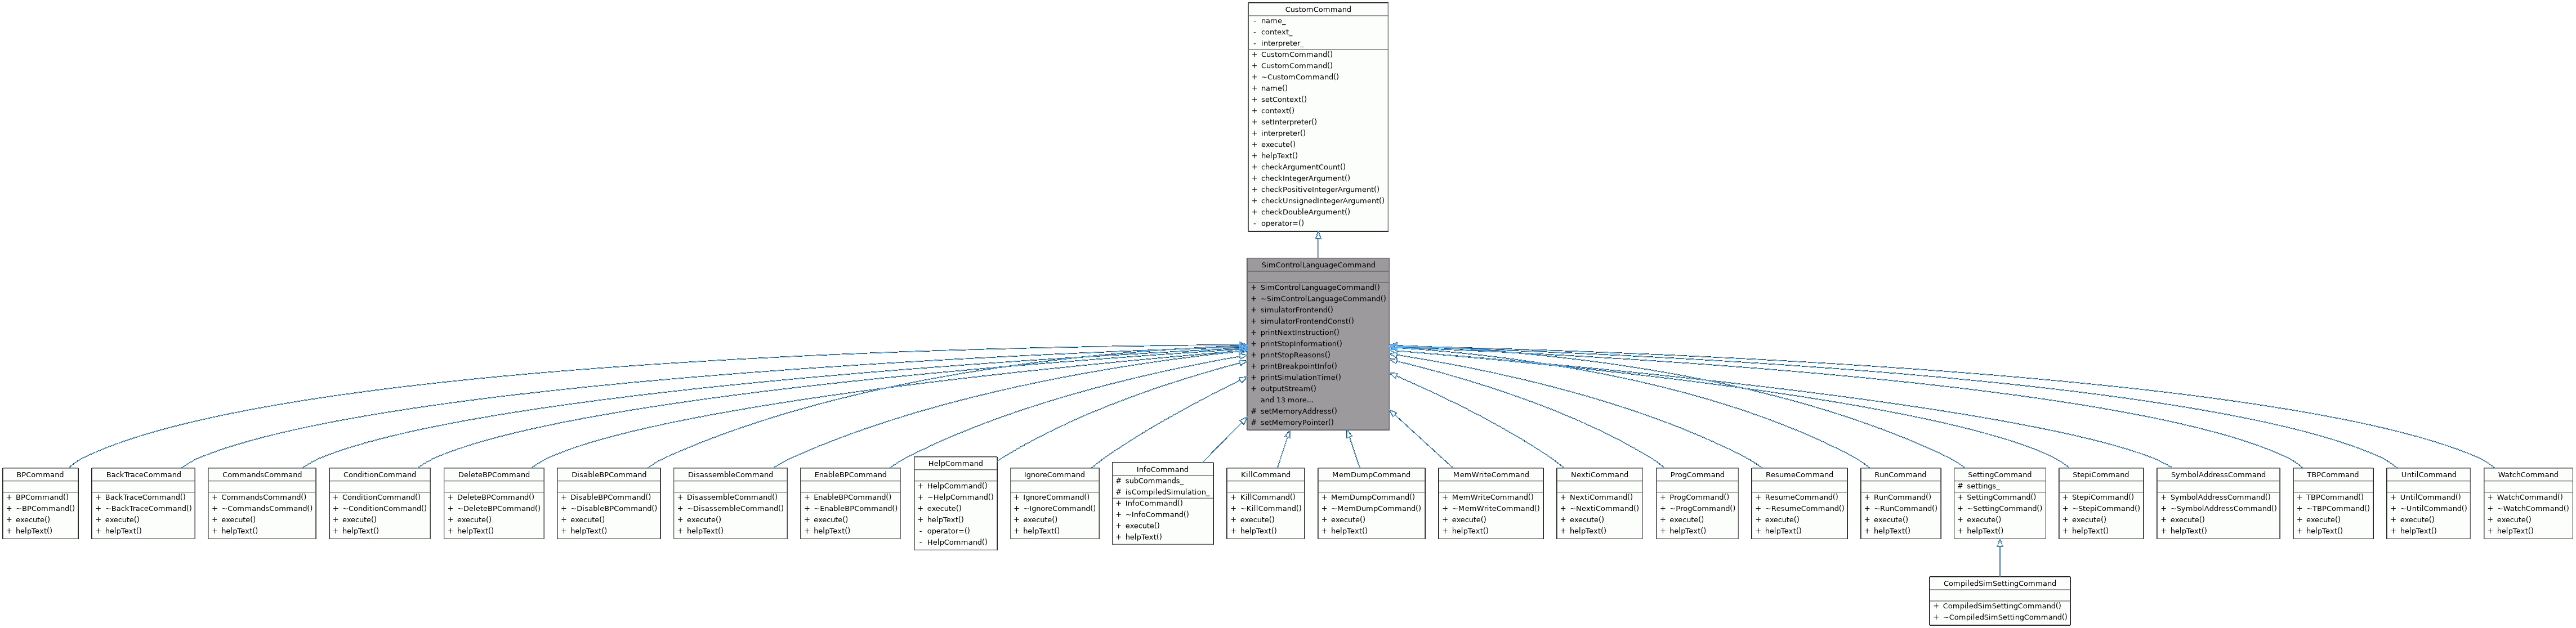 CustomCommand
- name_
- context_
- interpreter_
+ CustomCommand()
+ CustomCommand()
+ ~CustomCommand()
+ name()
+ setContext()
+ context()
+ setInterpreter()
+ interpreter()
+ execute()
+ helpText()
+ checkArgumentCount()
+ checkIntegerArgument()
+ checkPositiveIntegerArgument()
+ checkUnsignedIntegerArgument()
+ checkDoubleArgument()
- operator=()
SimControlLanguageCommand
+ SimControlLanguageCommand()
+ ~SimControlLanguageCommand()
+ simulatorFrontend()
+ simulatorFrontendConst()
+ printNextInstruction()
+ printStopInformation()
+ printStopReasons()
+ printBreakpointInfo()
+ printSimulationTime()
+ outputStream()
and 13 more...
# setMemoryAddress()
# setMemoryPointer()
BPCommand
+ BPCommand()
+ ~BPCommand()
+ execute()
+ helpText()
BackTraceCommand
+ BackTraceCommand()
+ ~BackTraceCommand()
+ execute()
+ helpText()
CommandsCommand
+ CommandsCommand()
+ ~CommandsCommand()
+ execute()
+ helpText()
ConditionCommand
+ ConditionCommand()
+ ~ConditionCommand()
+ execute()
+ helpText()
DeleteBPCommand
+ DeleteBPCommand()
+ ~DeleteBPCommand()
+ execute()
+ helpText()
DisableBPCommand
+ DisableBPCommand()
+ ~DisableBPCommand()
+ execute()
+ helpText()
DisassembleCommand
+ DisassembleCommand()
+ ~DisassembleCommand()
+ execute()
+ helpText()
EnableBPCommand
+ EnableBPCommand()
+ ~EnableBPCommand()
+ execute()
+ helpText()
HelpCommand
+ HelpCommand()
+ ~HelpCommand()
+ execute()
+ helpText()
- operator=()
- HelpCommand()
IgnoreCommand
+ IgnoreCommand()
+ ~IgnoreCommand()
+ execute()
+ helpText()
InfoCommand
# subCommands_
# isCompiledSimulation_
+ InfoCommand()
+ ~InfoCommand()
+ execute()
+ helpText()
KillCommand
+ KillCommand()
+ ~KillCommand()
+ execute()
+ helpText()
MemDumpCommand
+ MemDumpCommand()
+ ~MemDumpCommand()
+ execute()
+ helpText()
MemWriteCommand
+ MemWriteCommand()
+ ~MemWriteCommand()
+ execute()
+ helpText()
NextiCommand
+ NextiCommand()
+ ~NextiCommand()
+ execute()
+ helpText()
ProgCommand
+ ProgCommand()
+ ~ProgCommand()
+ execute()
+ helpText()
ResumeCommand
+ ResumeCommand()
+ ~ResumeCommand()
+ execute()
+ helpText()
RunCommand
+ RunCommand()
+ ~RunCommand()
+ execute()
+ helpText()
SettingCommand
# settings_
+ SettingCommand()
+ ~SettingCommand()
+ execute()
+ helpText()
StepiCommand
+ StepiCommand()
+ ~StepiCommand()
+ execute()
+ helpText()
SymbolAddressCommand
+ SymbolAddressCommand()
+ ~SymbolAddressCommand()
+ execute()
+ helpText()
TBPCommand
+ TBPCommand()
+ ~TBPCommand()
+ execute()
+ helpText()
UntilCommand
+ UntilCommand()
+ ~UntilCommand()
+ execute()
+ helpText()
WatchCommand
+ WatchCommand()
+ ~WatchCommand()
+ execute()
+ helpText()
CompiledSimSettingCommand
+ CompiledSimSettingCommand()
+ ~CompiledSimSettingCommand()